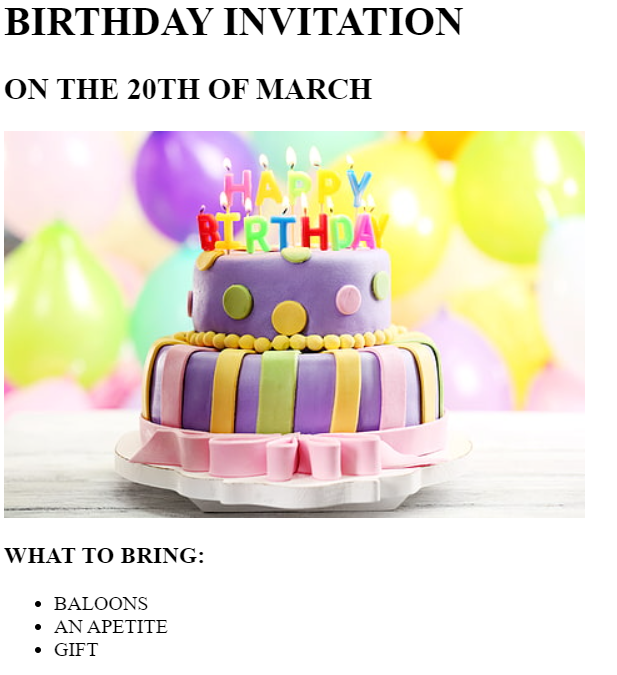 BIRTHDAY INVITATION
ON THE 20TH OF MARCH
HAPPY
BIRTHDAY
WHAT TO BRING:
BALOONS
AN APETITE
GIFT